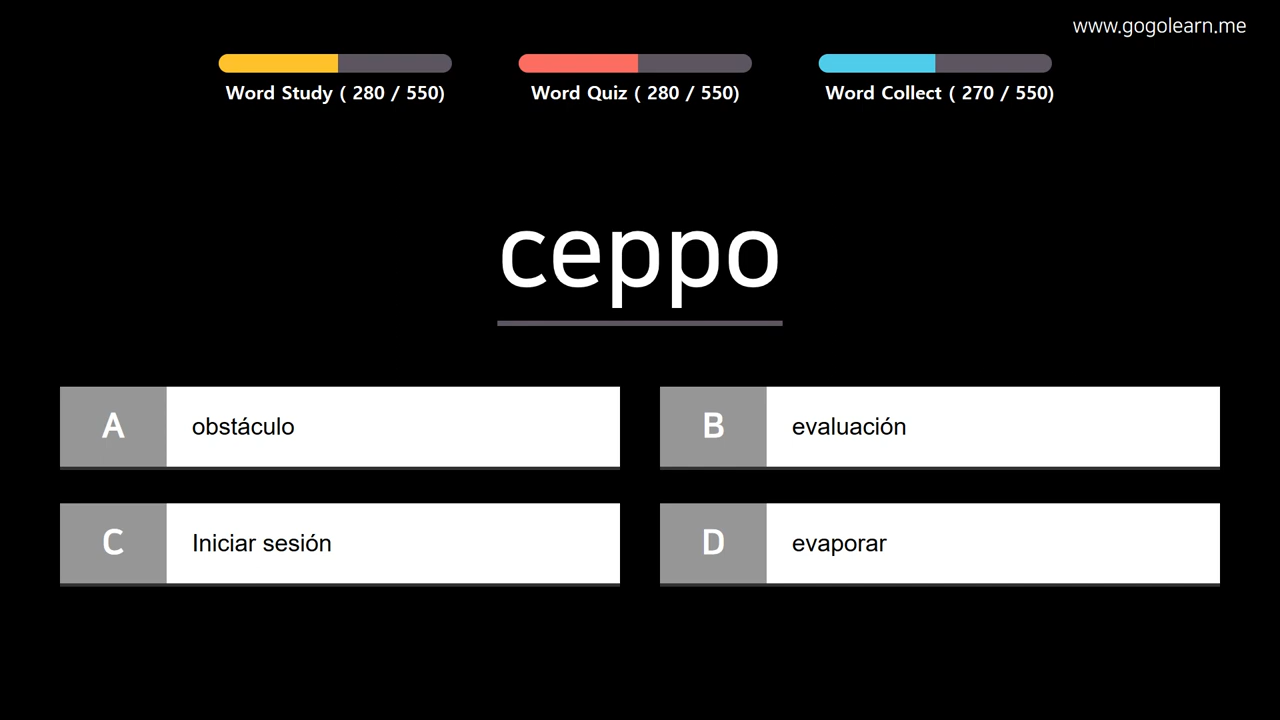 www.gogolearn.me
Word Study ( 280 / 550)
Word Quiz ( 280 / 550)
Word Collect ( 270 / 550)
ceppo
A obstáculo
B evaluación
C Iniciar sesión
D evaporar